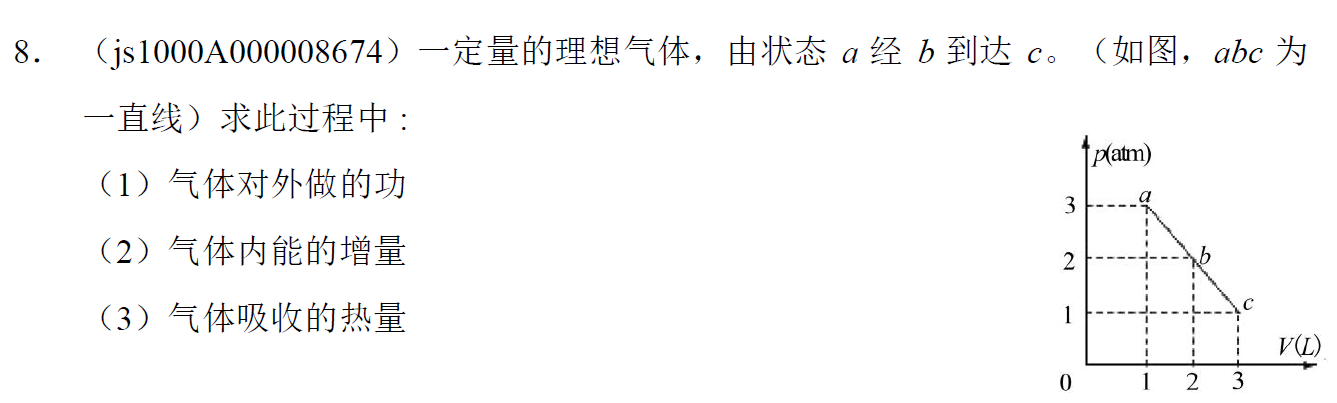 8. （js1000A000008674）一定量的理想气体，由状态 a 经 b 到达 c。（如图，abc 为
一直线）求此过程中：
（1）气体对外做的功
（2）气体内能的增量
（3）气体吸收的热量
p(atm)
3
a
2
b
1
c
V(L)
0 1 2 3